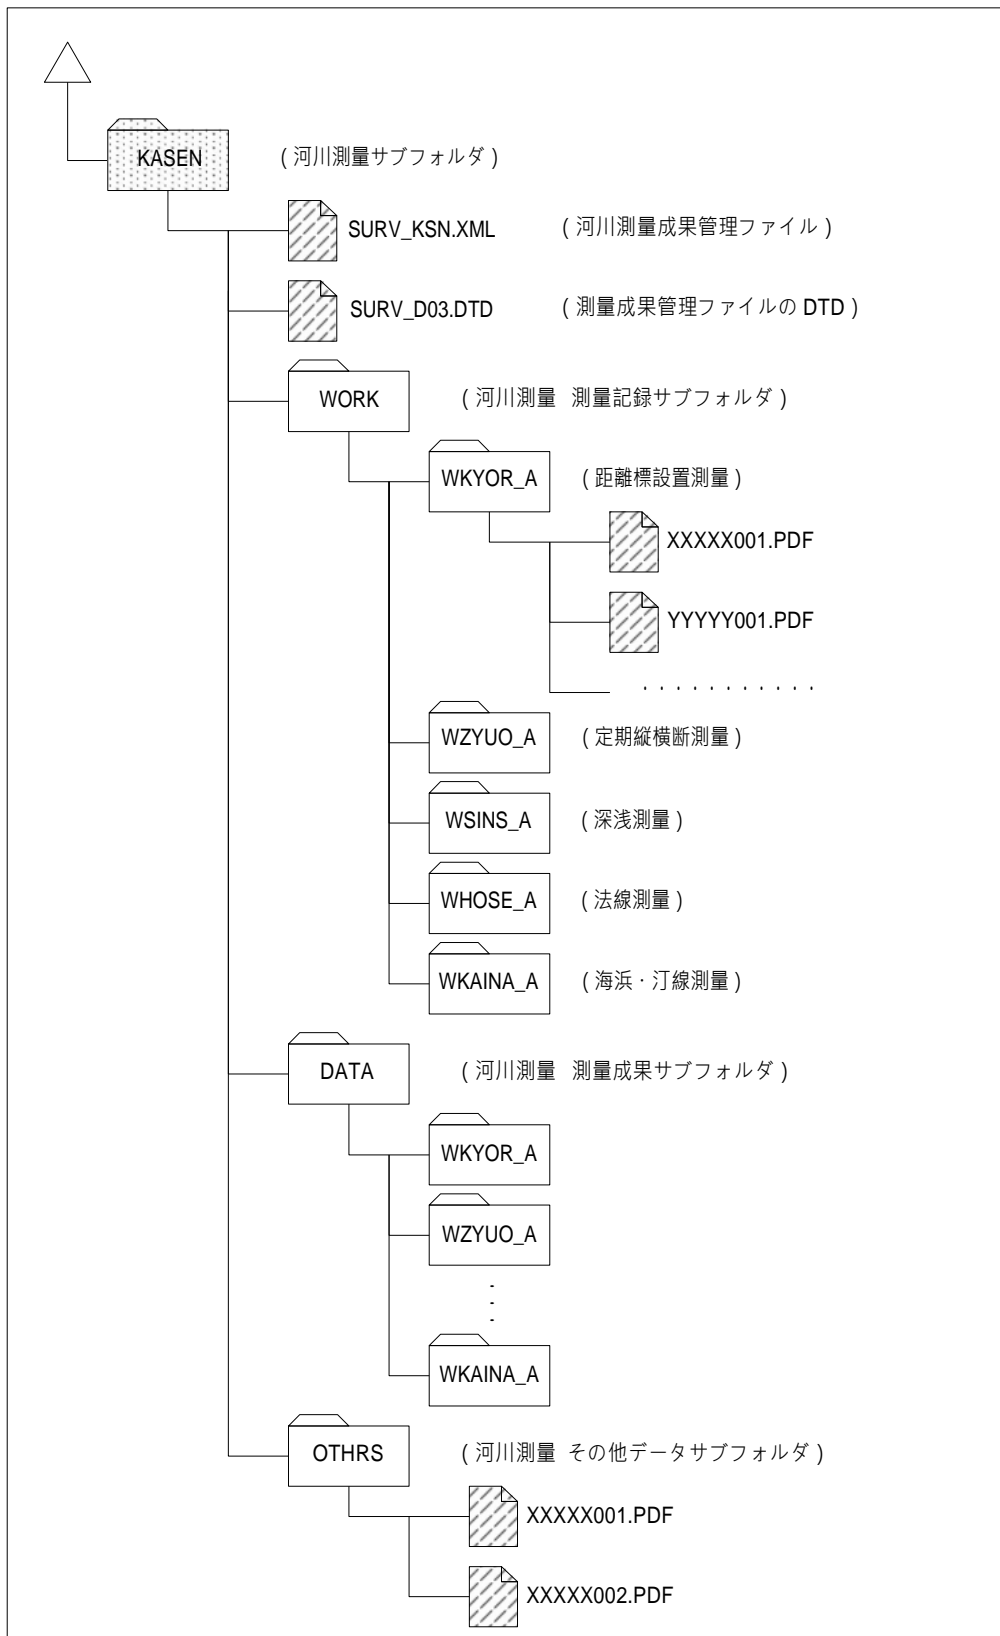 KASEN (河川測量サブフォルダ)
SURV_KSN.XML (河川測量成果管理ファイル)
SURV_D03.DTD (測量成果管理ファイルの DTD)
WORK (河川測量 測量記録サブフォルダ)
WKYOR_A (距離標設置測量)
XXXXX001.PDF
YYYYY001.PDF
・・・・・・・・・・・
WZYUO_A (定期縦横断測量)
WSINS_A (深浅測量)
WHOSE_A (法線測量)
WKAINA_A (海浜・汀線測量)
DATA (河川測量 測量成果サブフォルダ)
WKYOR_A
WZYUO_A
WKAINA_A
OTHRS (河川測量 その他データサブフォルダ)
XXXXX001.PDF
XXXXX002.PDF